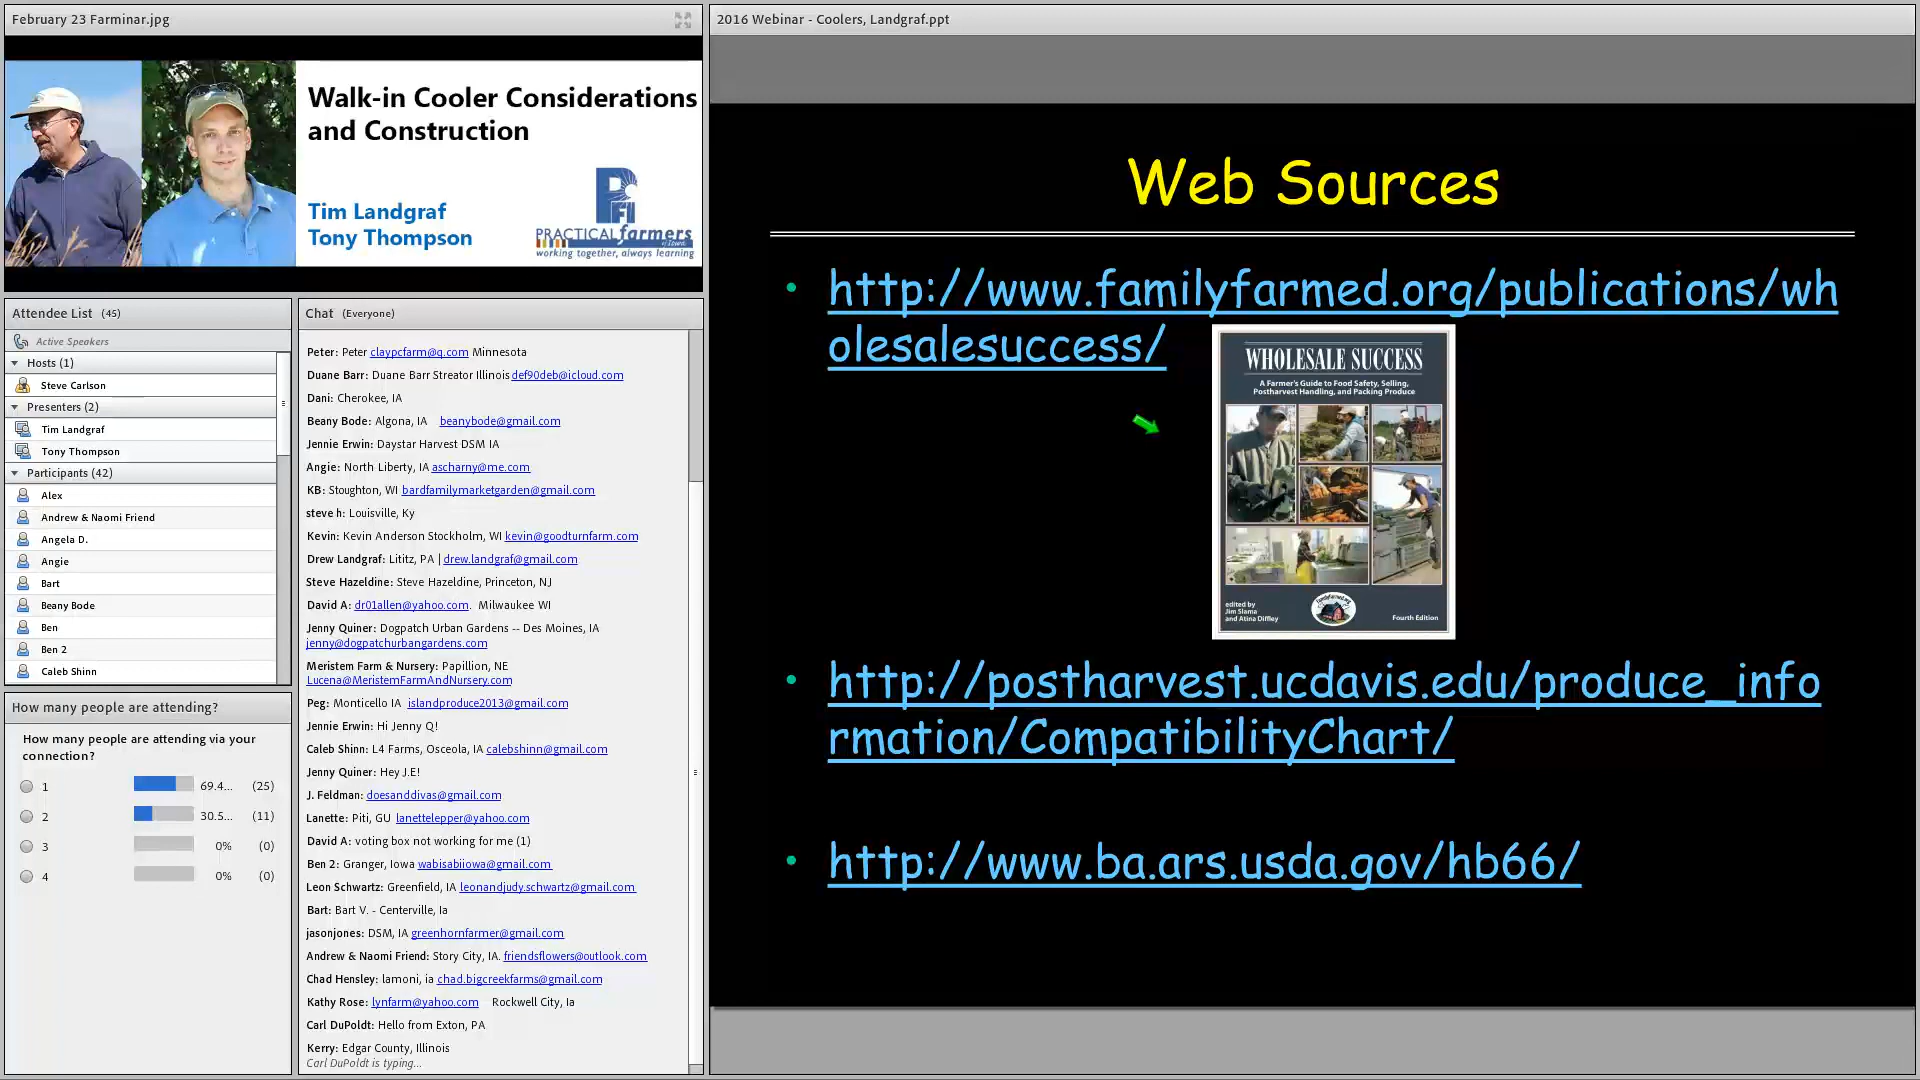 February 23 Farminar.jpg
Walk-in Cooler Considerations
and Construction
Tim Landgraf
Tony Thompson
PFI
PRACTICAL farmers
of Iowa
working together, always learning
Attendee List (45)
Active Speakers
Hosts (1)
Steve Carlson
Presenters (2)
Tim Landgraf
Tony Thompson
Participants (42)
Alex
Andrew & Naomi Friend
Angela D.
Angie
Bart
Beany Bode
Ben
Ben 2
Caleb Shinn
How many people are attending?
How many people are attending via your
connection?
1 69.4... (25)
2 30.5... (11)
3 0% (0)
4 0% (0)
Chat (Everyone)
Peter: Peter claypcfarm@q.com Minnesota
Duane Barr: Duane Barr Streator Illinois def90deb@icloud.com
Dani: Cherokee, IA
Beany Bode: Algona, IA beanybode@gmail.com
Jennie Erwin: Daystar Harvest DSM IA
Angie: North Liberty, IA ascharny@me.com
KB: Stoughton, WI bardfamilymarketgarden@gmail.com
steve h: Louisville, Ky
Kevin: Kevin Anderson Stockholm, WI kevin@goodturnfarm.com
Drew Landgraf: Lititz, PA | drew.landgraf@gmail.com
Steve Hazeldine: Steve Hazeldine, Princeton, NJ
David A: dr01allen@yahoo.com. Milwaukee WI
Jenny Quiner: Dogpatch Urban Gardens -- Des Moines, IA
jenny@dogpatchurbangardens.com
Meristem Farm & Nursery: Papillion, NE
Lucena@MeristemFarmAndNursery.com
Peg: Monticello IA islandproduce2013@gmail.com
Jennie Erwin: Hi Jenny Q!
Caleb Shinn: L4 Farms, Osceola, IA calebshinn@gmail.com
Jenny Quiner: Hey J.E!
J. Feldman: doesanddivas@gmail.com
Lanette: Piti, GU lanettelepper@yahoo.com
David A: voting box not working for me (1)
Ben 2: Granger, Iowa wabisabiiowa@gmail.com
Leon Schwartz: Greenfield, IA leonandjudy.schwartz@gmail.com
Bart: Bart V. - Centerville, Ia
jasonjones: DSM, IA greenhornfarmer@gmail.com
Andrew & Naomi Friend: Story City, IA. friendsflowers@outlook.com
Chad Hensley: lamoni, ia chad.bigcreekfarms@gmail.com
Kathy Rose: lynfarm@yahoo.com Rockwell City, Ia
Carl DuPoldt: Hello from Exton, PA
Kerry: Edgar County, Illinois
Carl DuPoldt is typing...
2016 Webinar - Coolers, Landgraf.ppt
Web Sources
• http://www.familyfarmed.org/publications/wh
olesalesuccess/
WHOLESALE SUCCESS
A Farmer's Guide to Food Safety, Selling,
Postharvest Handling, and Packing Produce
edited by
Jim Slama
and Atina Diffley
familyfarmed.org
Fourth Edition
• http://postharvest.ucdavis.edu/produce_info
rmation/CompatibilityChart/
• http://www.ba.ars.usda.gov/hb66/